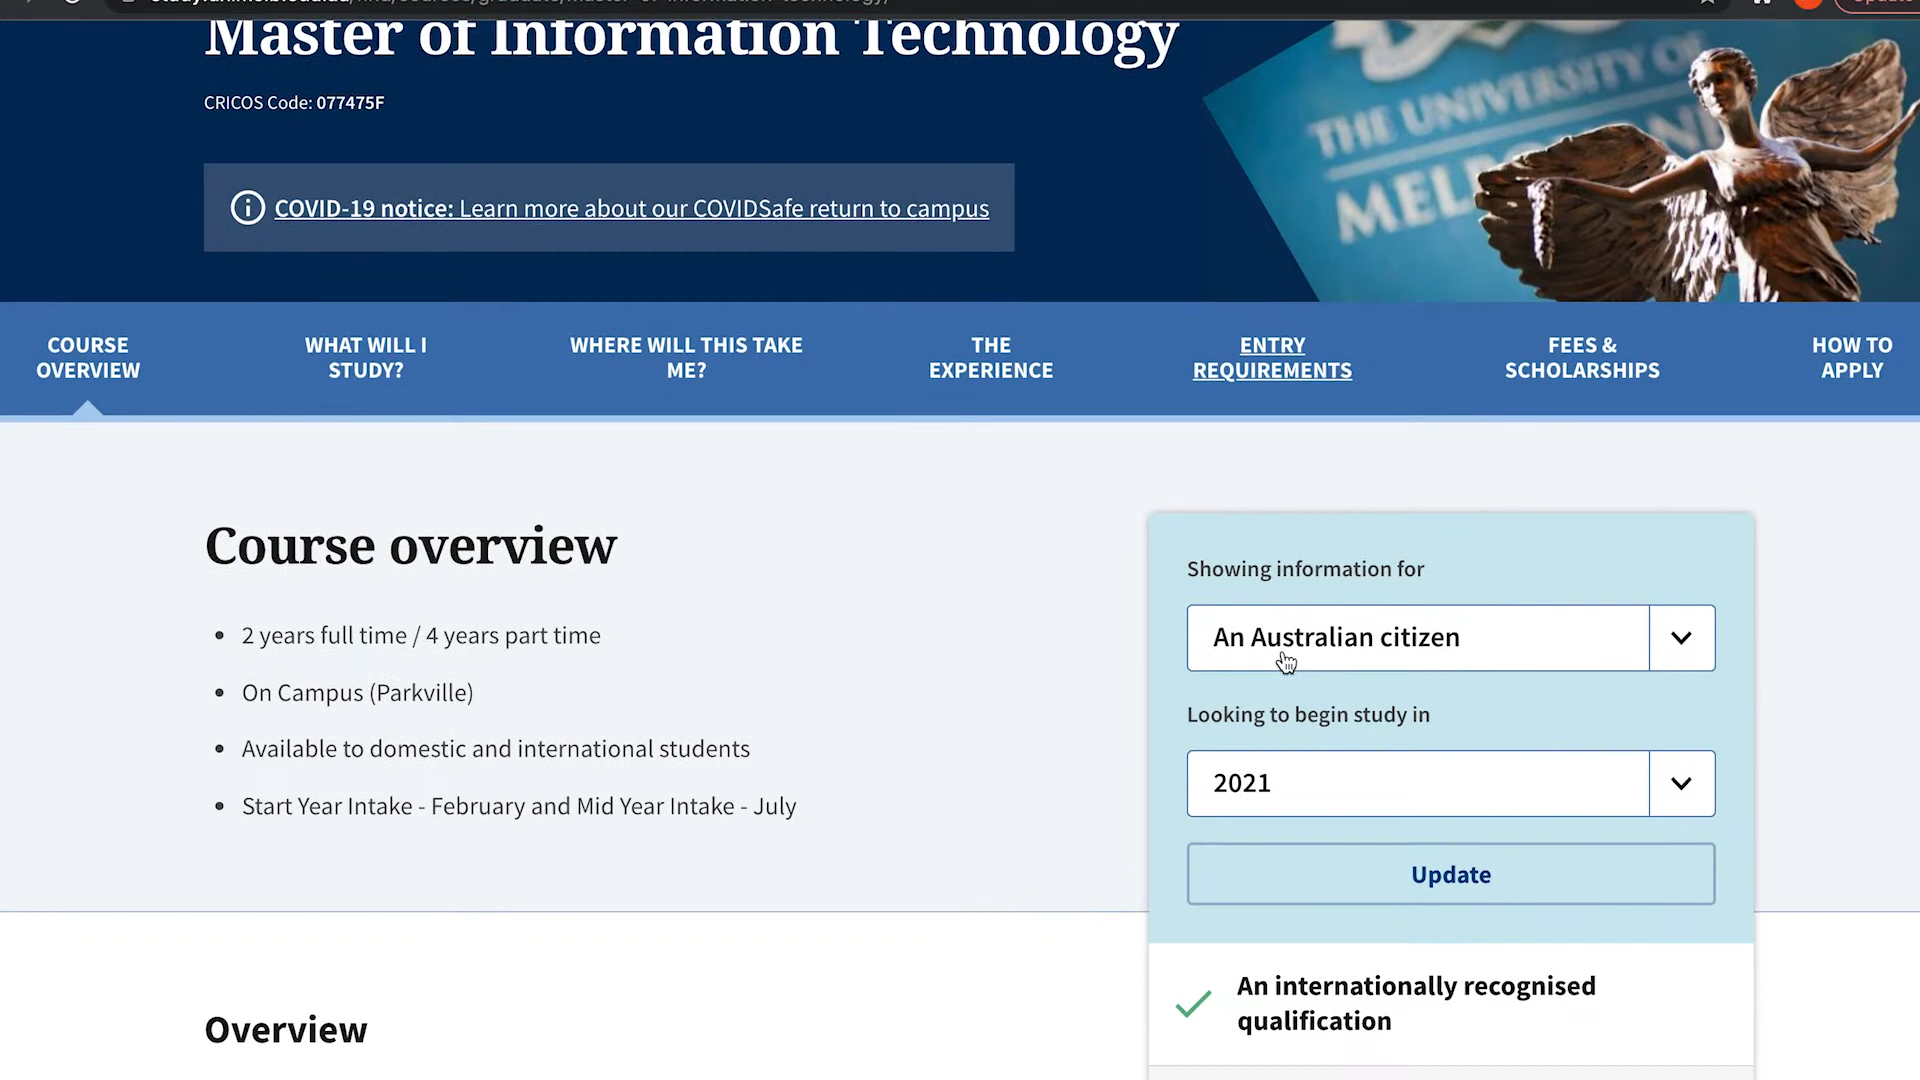 Master of Information Technology
CRICOS Code: 077475F
COVID-19 notice: Learn more about our COVIDSafe return to campus
THE UNIVERSITY OF
COURSE
OVERVIEW
WHAT WILL I
STUDY?
WHERE WILL THIS TAKE
ME?
THE
EXPERIENCE
ENTRY
REQUIREMENTS
FEES &
SCHOLARSHIPS
HOW TO
APPLY
Course overview
2 years full time / 4 years part time
On Campus (Parkville)
Available to domestic and international students
Start Year Intake - February and Mid Year Intake - July
Showing information for
An Australian citizen
Looking to begin study in
2021
Update
An internationally recognised
qualification
Overview